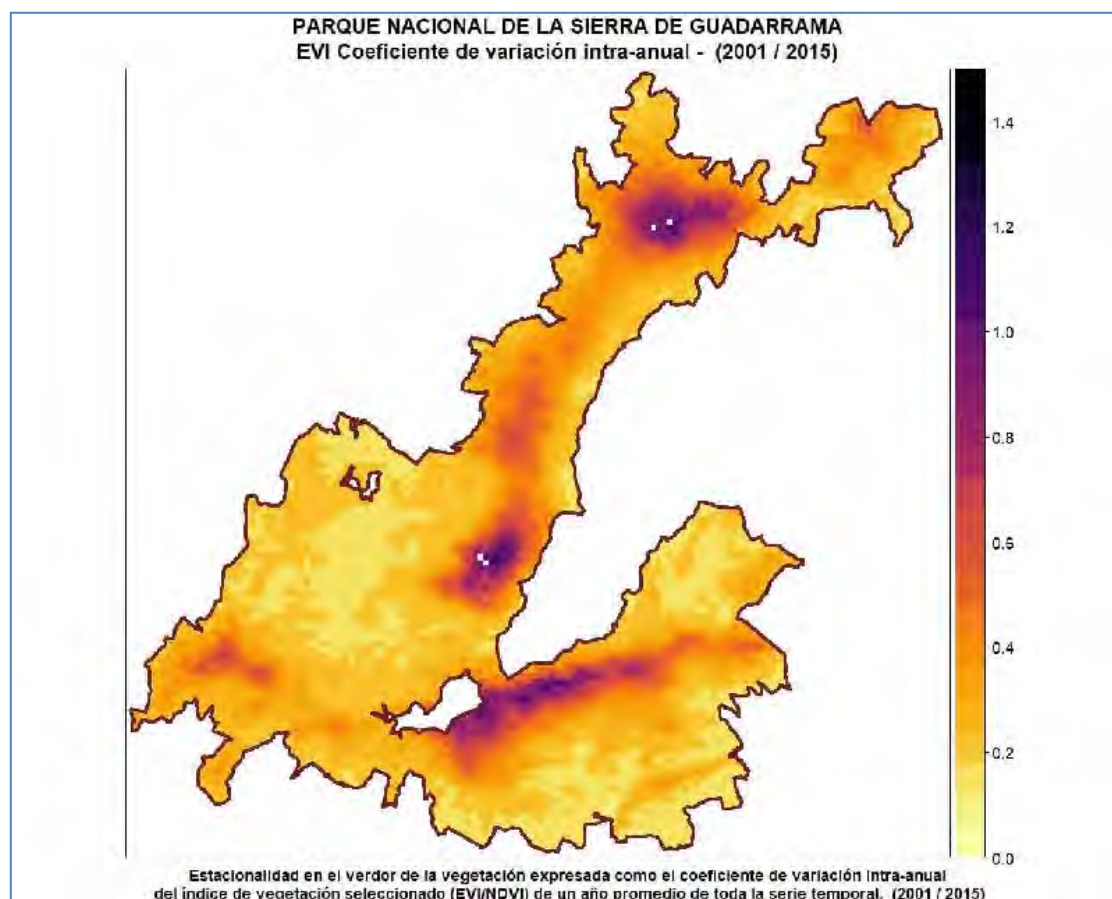 PARQUE NACIONAL DE LA SIERRA DE GUADARRAMA
EVI Coeficiente de variación intra-anual - (2001 / 2015)
1.4
1.2
1.0
0.8
0.6
0.4
0.2
0.0
Estacionalidad en el verdor de la vegetación expresada como el coeficiente de variación intra-anual
del índice de vegetación seleccionado (EVI/NDVI) de un año promedio de toda la serie temporal. (2001 / 2015)